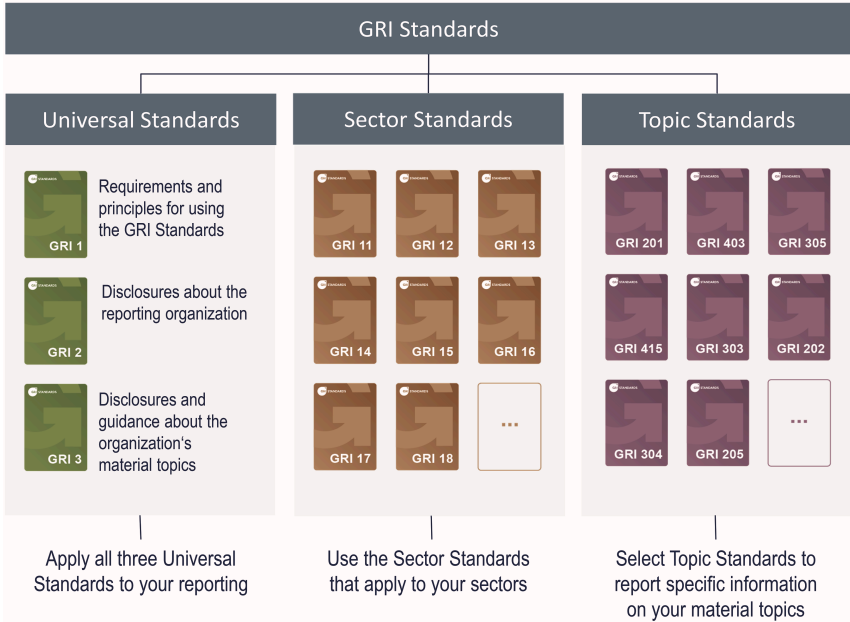 GRI Standards
Universal Standards
Requirements and
principles for using
the GRI Standards
GRI 1
Disclosures about the
reporting organization
GRI 2
Disclosures and
guidance about the
organization's
material topics
GRI 3
Apply all three Universal
Standards to your reporting
Sector Standards
GRI 11
GRI 12
GRI 13
GRI 14
GRI 15
GRI 16
GRI 17
GRI 18
...
Use the Sector Standards
that apply to your sectors
Topic Standards
GRI 201
GRI 403
GRI 305
GRI 415
GRI 303
GRI 202
GRI 304
GRI 205
...
Select Topic Standards to
report specific information
on your material topics